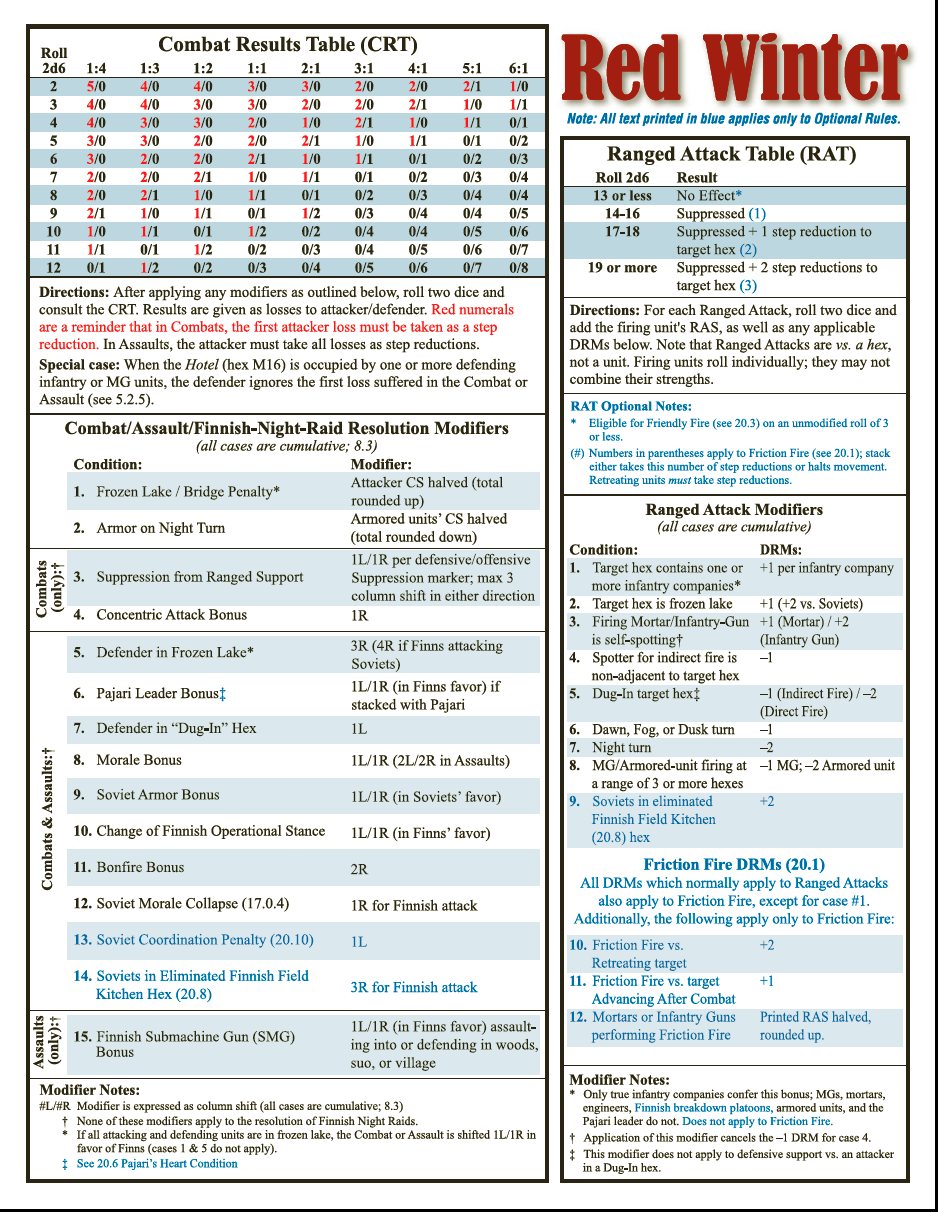 Combat Results Table (CRT)
Roll
2d6 1:4 1:3 1:2 1:1 2:1 3:1 4:1 5:1 6:1
2 5/0 4/0 4/0 3/0 3/0 2/0 2/0 2/1 1/0
3 4/0 4/0 3/0 3/0 2/0 2/0 2/1 1/0 1/1
4 4/0 3/0 3/0 2/0 1/0 2/1 1/0 1/1 0/1
5 3/0 3/0 2/0 2/0 2/1 1/0 1/1 0/1 0/2
6 3/0 2/0 2/0 2/1 1/0 1/1 0/1 0/2 0/3
7 2/0 2/0 2/1 1/0 1/1 0/1 0/2 0/3 0/4
8 2/0 2/1 1/0 1/1 0/1 0/2 0/3 0/4 0/4
9 2/1 1/0 1/1 0/1 1/2 0/3 0/4 0/4 0/5
10 1/0 1/1 0/1 1/2 0/2 0/4 0/4 0/5 0/6
11 1/1 0/1 1/2 0/2 0/3 0/4 0/5 0/6 0/7
12 0/1 1/2 0/2 0/3 0/4 0/5 0/6 0/7 0/8
Directions: After applying any modifiers as outlined below, roll two dice and
consult the CRT. Results are given as losses to attacker/defender. Red numerals
are a reminder that in Combats, the first attacker loss must be taken as a step
reduction. In Assaults, the attacker must take all losses as step reductions.
Special case: When the Hotel (hex M16) is occupied by one or more defending
infantry or MG units, the defender ignores the first loss suffered in the Combat or
Assault (see 5.2.5).
Combat/Assault/Finnish-Night-Raid Resolution Modifiers
(all cases are cumulative; 8.3)
Condition: Modifier:
1. Frozen Lake / Bridge Penalty* Attacker CS halved (total
rounded up)
2. Armor on Night Turn Armored units’ CS halved
(total rounded down)
Combats
(only):†
3. Suppression from Ranged Support 1L/1R per defensive/offensive
Suppression marker; max 3
column shift in either direction
4. Concentric Attack Bonus 1R
Combats & Assaults:†
5. Defender in Frozen Lake* 3R (4R if Finns attacking
Soviets)
6. Pajari Leader Bonus‡ 1L/1R (in Finns favor) if
stacked with Pajari
7. Defender in “Dug-In” Hex 1L
8. Morale Bonus 1L/1R (2L/2R in Assaults)
9. Soviet Armor Bonus 1L/1R (in Soviets’ favor)
10. Change of Finnish Operational Stance 1L/1R (in Finns’ favor)
11. Bonfire Bonus 2R
12. Soviet Morale Collapse (17.0.4) 1R for Finnish attack
13. Soviet Coordination Penalty (20.10) 1L
14. Soviets in Eliminated Finnish Field
Kitchen Hex (20.8) 3R for Finnish attack
Assaults
(only):†
15. Finnish Submachine Gun (SMG)
Bonus 1L/1R (in Finns favor) assault-
ing into or defending in woods,
suo, or village
Modifier Notes:
#L/#R Modifier is expressed as column shift (all cases are cumulative; 8.3)
† None of these modifiers apply to the resolution of Finnish Night Raids.
* If all attacking and defending units are in frozen lake, the Combat or Assault is shifted 1L/1R in
favor of Finns (cases 1 & 5 do not apply).
‡ See 20.6 Pajari’s Heart Condition
Red Winter
Note: All text printed in blue applies only to Optional Rules.
Ranged Attack Table (RAT)
Roll 2d6 Result
13 or less No Effect*
14-16 Suppressed (1)
17-18 Suppressed + 1 step reduction to
target hex (2)
19 or more Suppressed + 2 step reductions to
target hex (3)
Directions: For each Ranged Attack, roll two dice and
add the firing unit's RAS, as well as any applicable
DRMs below. Note that Ranged Attacks are vs. a hex,
not a unit. Firing units roll individually; they may not
combine their strengths.
RAT Optional Notes:
* Eligible for Friendly Fire (see 20.3) on an unmodified roll of 3
or less.
(#) Numbers in parentheses apply to Friction Fire (see 20.1); stack
either takes this number of step reductions or halts movement.
Retreating units must take step reductions.
Ranged Attack Modifiers
(all cases are cumulative)
Condition: DRMs:
1. Target hex contains one or +1 per infantry company
more infantry companies*
2. Target hex is frozen lake +1 (+2 vs. Soviets)
3. Firing Mortar/Infantry-Gun +1 (Mortar) / +2
is self-spotting† (Infantry Gun)
4. Spotter for indirect fire is –1
non-adjacent to target hex
5. Dug-In target hex‡ –1 (Indirect Fire) / –2
(Direct Fire)
6. Dawn, Fog, or Dusk turn –1
7. Night turn –2
8. MG/Armored-unit firing at –1 MG; –2 Armored unit
a range of 3 or more hexes
9. Soviets in eliminated +2
Finnish Field Kitchen
(20.8) hex
Friction Fire DRMs (20.1)
All DRMs which normally apply to Ranged Attacks
also apply to Friction Fire, except for case #1.
Additionally, the following apply only to Friction Fire:
10. Friction Fire vs. +2
Retreating target
11. Friction Fire vs. target +1
Advancing After Combat
12. Mortars or Infantry Guns Printed RAS halved,
performing Friction Fire rounded up.
Modifier Notes:
* Only true infantry companies confer this bonus; MGs, mortars,
engineers, Finnish breakdown platoons, armored units, and the
Pajari leader do not. Does not apply to Friction Fire.
† Application of this modifier cancels the –1 DRM for case 4.
‡ This modifier does not apply to defensive support vs. an attacker
in a Dug-In hex.